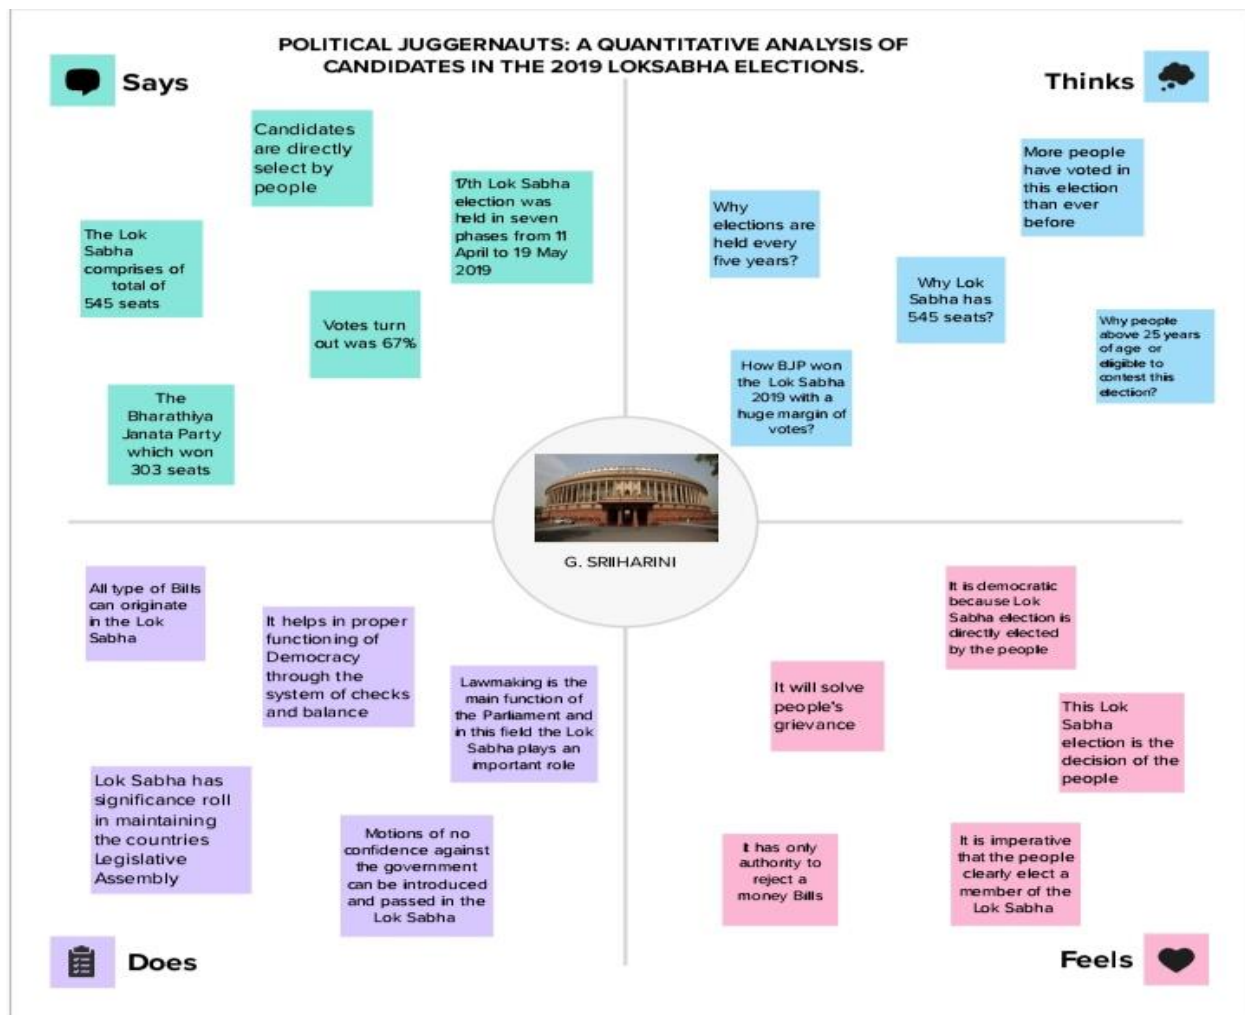 POLITICAL JUGGERNAUTS: A QUANTITATIVE ANALYSIS OF
CANDIDATES IN THE 2019 LOKSABHA ELECTIONS.
Says
Candidates
are directly
select by
people
17th Lok Sabha
election was
held in seven
phases from 11
April to 19 May
2019
The Lok
Sabha
comprises of
total of
545 seats
Votes turn
out was 67%
The
Bharathiya
Janata Party
which won
303 seats
Thinks
More people
have voted in
this election
than ever
before
Why
elections are
held every
five years?
Why Lok
Sabha has
545 seats?
Why people
above 25 years
of age or
eligible to
contest this
election?
How BJP won
the Lok Sabha
2019 with a
huge margin of
votes?
G. SRIIHARINI
All type of Bills
can originate
in the Lok
Sabha
It helps in proper
functioning of
Democracy
through the
system of checks
and balance
Lawmaking is the
main function of
the Parliament and
in this field the Lok
Sabha plays an
important role
Lok Sabha has
significance roll
in maintaining
the countries
Legislative
Assembly
Motions of no
confidence against
the government
can be introduced
and passed in the
Lok Sabha
Does
It is democratic
because Lok
Sabha election is
directly elected
by the people
It will solve
people's
grievance
This Lok
Sabha
election is the
decision of the
people
It has only
authority to
reject a
money Bills
It is imperative
that the people
clearly elect a
member of the
Lok Sabha
Feels